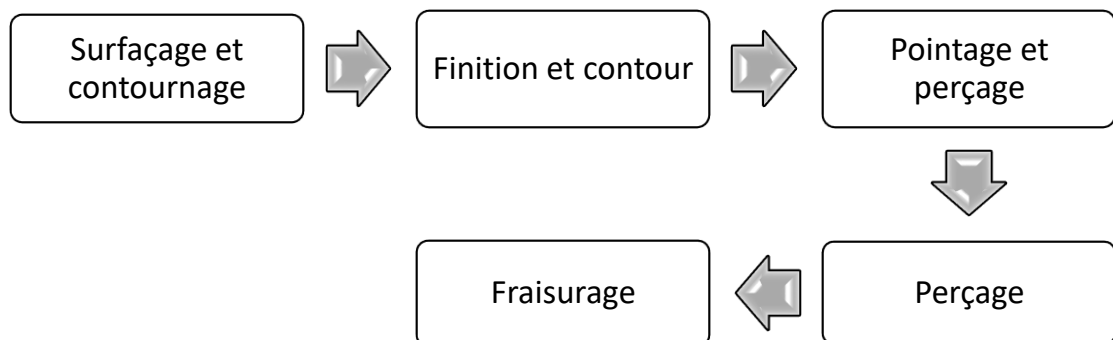 Surfaçage et
contournage
Finition et contour
Pointage et
perçage
Perçage
Fraisurage